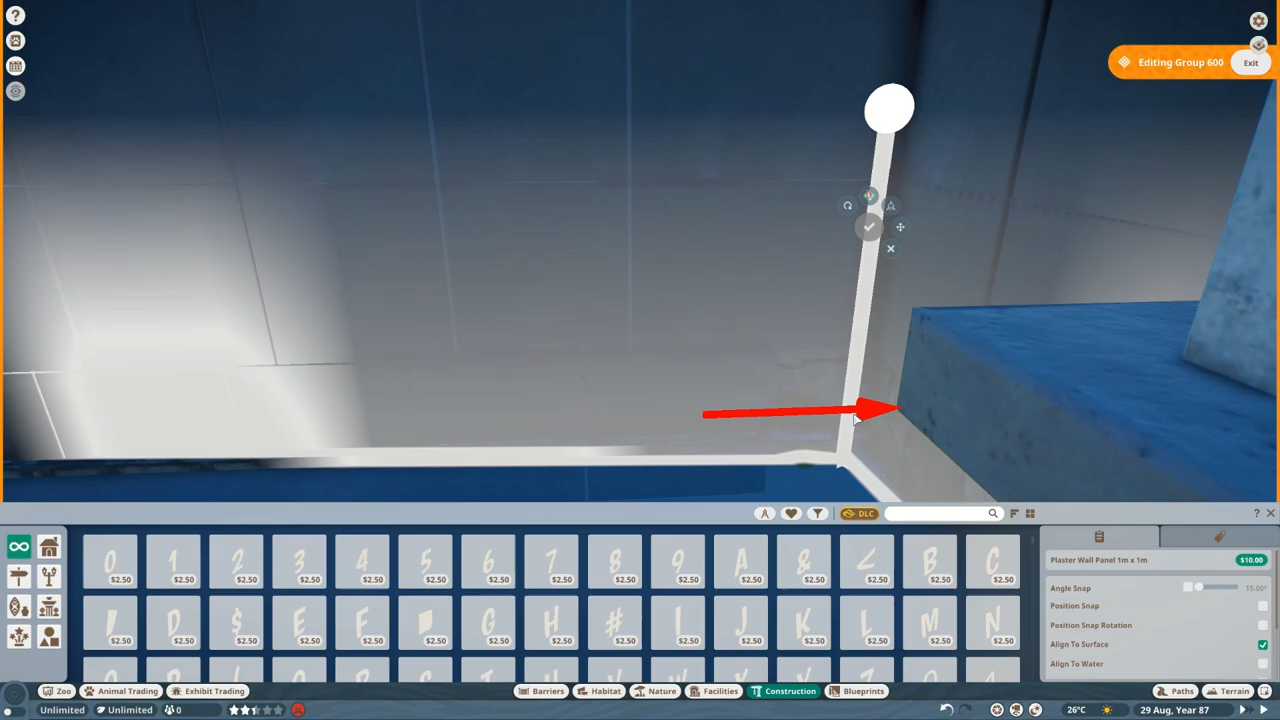 Editing Group 600 Exit
DLC
0 1 2 3 4 5 6 7 8 9 A & < B C
$2.50 $2.50 $2.50 $2.50 $2.50 $2.50 $2.50 $2.50 $2.50 $2.50 $2.50 $2.50 $2.50 $2.50 $2.50
D $ E F G H # I J K L M N
$2.50 $2.50 $2.50 $2.50 $2.50 $2.50 $2.50 $2.50 $2.50 $2.50 $2.50 $2.50 $2.50 $2.50 $2.50
Plaster Wall Panel 1m x 1m $10.00
Angle Snap 15.00°
Position Snap
Position Snap Rotation
Align To Surface
Align To Water
Zoo Animal Trading Exhibit Trading Barriers Habitat Nature Facilities Construction Blueprints Paths Terrain
Unlimited Unlimited 0 26°C 29 Aug, Year 87